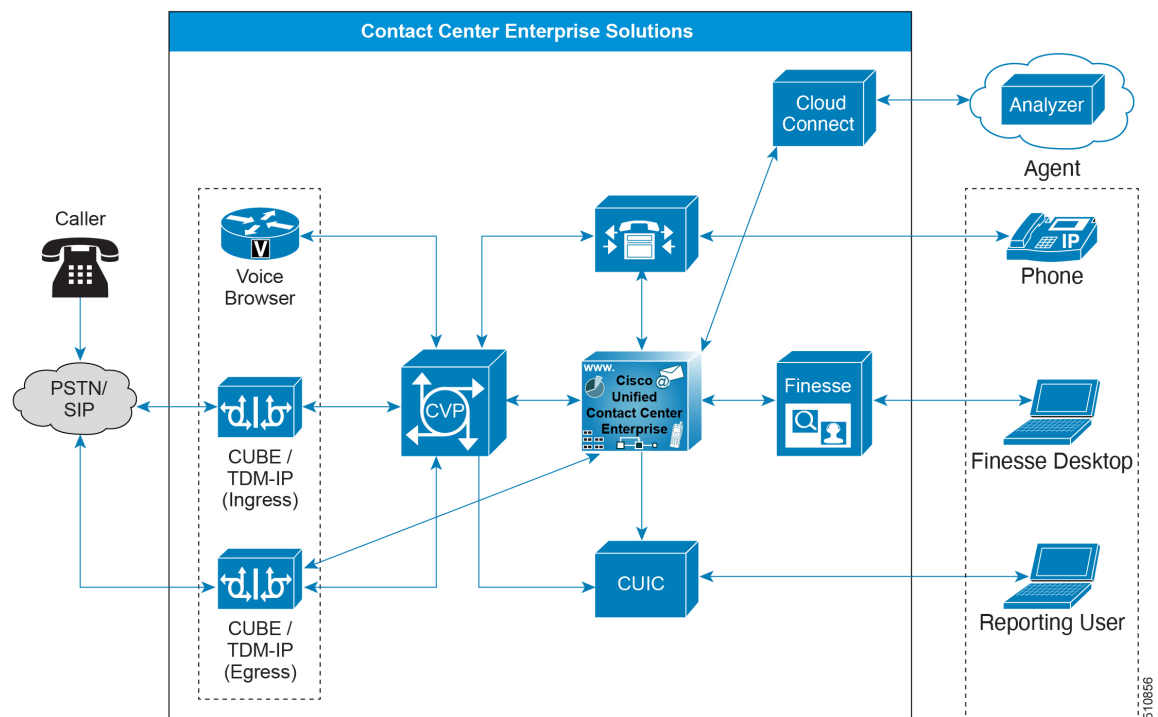 Contact Center Enterprise Solutions
Cloud
Connect
Analyzer
Agent
Caller
V
Voice
Browser
IP
Phone
PSTN/
SIP
CUBE /
TDM-IP
(Ingress)
CVP
www.
Cisco
Unified
Contact Center
Enterprise
@
Finesse
Finesse Desktop
CUBE /
TDM-IP
(Egress)
CUIC
Reporting User
510856